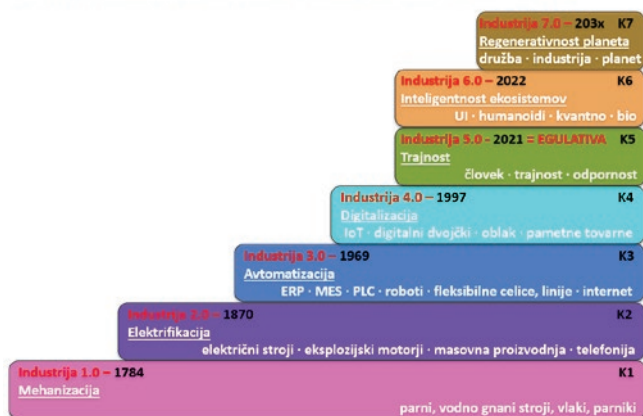 Industrija 7.0 – 203x K7
Regenerativnost planeta
družba · industrija · planet
Industrija 6.0 – 2022 K6
Inteligentnost ekosistemov
UI · humanoidi · kvantno · bio
Industrija 5.0 - 2021 = EGULATIVA K5
Trajnost
človek · trajnost · odpornost
Industrija 4.0 – 1997 K4
Digitalizacija
IoT · digitalni dvojčki · oblak · pametne tovarne
Industrija 3.0 – 1969 K3
Avtomatizacija
ERP · MES · PLC · roboti · fleksibilne celice, linije · internet
Industrija 2.0 – 1870 K2
Elektrifikacija
električni stroji · eksplozijski motorji · masovna proizvodnja · telefonija
Industrija 1.0 – 1784 K1
Mehanizacija
parni, vodno gnani stroji, vlaki, parniki